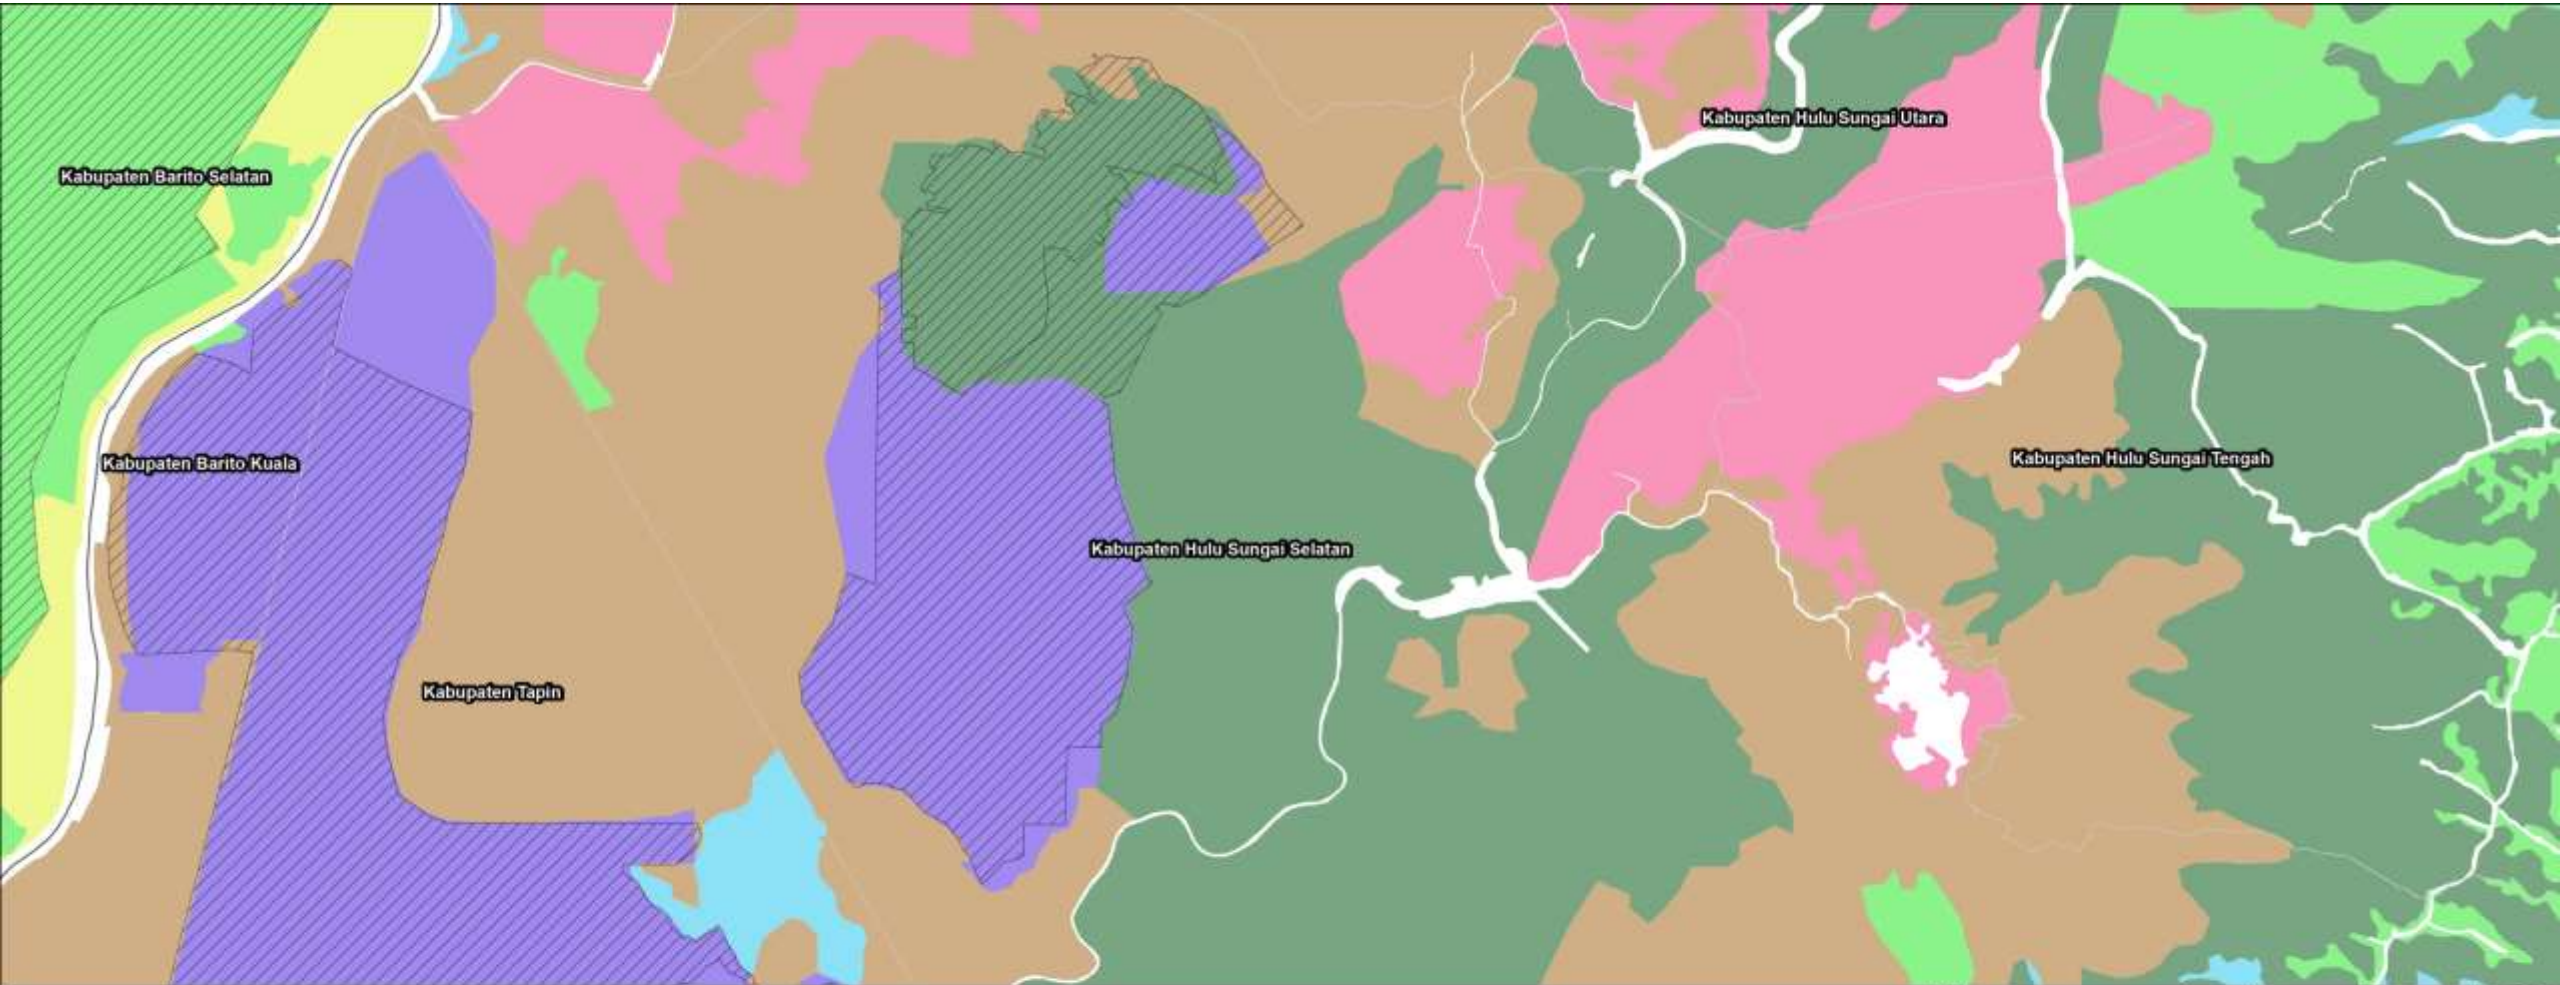 Kabupaten Hulu Sungai Utara
Kabupaten Barito Selatan
Kabupaten Barito Kuala
Kabupaten Hulu Sungai Tengah
Kabupaten Hulu Sungai Selatan
Kabupaten Tapin